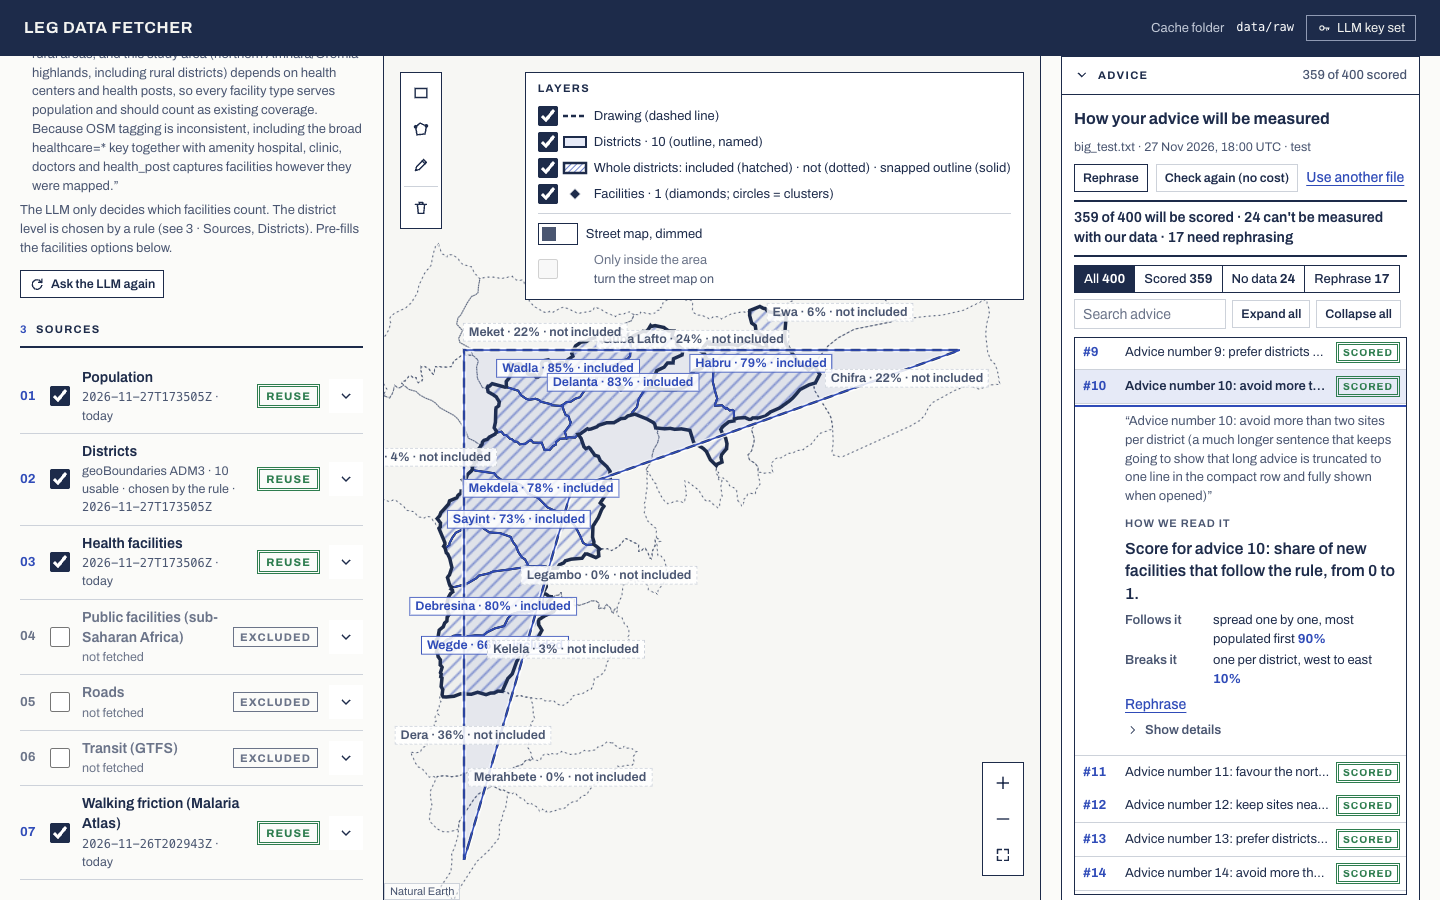 LEG DATA FETCHER
Cache folder data/raw LLM key set
highlands, including rural districts) depends on health
centers and health posts, so every facility type serves
population and should count as existing coverage.
Because OSM tagging is inconsistent, including the broad
healthcare=* key together with amenity hospital, clinic,
doctors and health_post captures facilities however they
were mapped.”
The LLM only decides which facilities count. The district
level is chosen by a rule (see 3 · Sources, Districts). Pre-fills
the facilities options below.
Ask the LLM again
3 SOURCES
01 Population
2026-11-27T173505Z ·
today
REUSE
02 Districts
geoBoundaries ADM3 · 10
usable · chosen by the rule ·
2026-11-27T173505Z
REUSE
03 Health facilities
2026-11-27T173506Z ·
today
REUSE
04 Public facilities (sub-
Saharan Africa)
not fetched
EXCLUDED
05 Roads
not fetched
EXCLUDED
06 Transit (GTFS)
not fetched
EXCLUDED
07 Walking friction (Malaria
Atlas)
2026-11-26T202943Z ·
today
REUSE
LAYERS
Drawing (dashed line)
Districts · 10 (outline, named)
Whole districts: included (hatched) · not (dotted) · snapped outline (solid)
Facilities · 1 (diamonds; circles = clusters)
Street map, dimmed
Only inside the area
turn the street map on
Ewa · 6% · not included
Meket · 22% · not included
Lafto · 24% · not included
Wadla · 85% · included
Habru · 79% · included
Delanta · 83% · included
Chifra · 22% · not included
· 4% · not included
Mekdela · 78% · included
Sayint · 73% · included
Legambo · 0% · not included
Debresina · 80% · included
Wegde ·
Kelela · 3% · not included
Dera · 36% · not included
Merahbete · 0% · not included
Natural Earth
ADVICE 359 of 400 scored
How your advice will be measured
big_test.txt · 27 Nov 2026, 18:00 UTC · test
Rephrase Check again (no cost) Use another file
359 of 400 will be scored · 24 can't be measured
with our data · 17 need rephrasing
All 400 Scored 359 No data 24 Rephrase 17
Search advice Expand all Collapse all
#9 Advice number 9: prefer districts ... SCORED
#10 Advice number 10: avoid more t... SCORED
“Advice number 10: avoid more than two sites
per district (a much longer sentence that keeps
going to show that long advice is truncated to
one line in the compact row and fully shown
when opened)”
HOW WE READ IT
Score for advice 10: share of new
facilities that follow the rule, from 0 to
1.
Follows it spread one by one, most
populated first 90%
Breaks it one per district, west to east
10%
Rephrase
Show details
#11 Advice number 11: favour the nort... SCORED
#12 Advice number 12: keep sites nea... SCORED
#13 Advice number 13: prefer districts... SCORED
#14 Advice number 14: avoid more th... SCORED